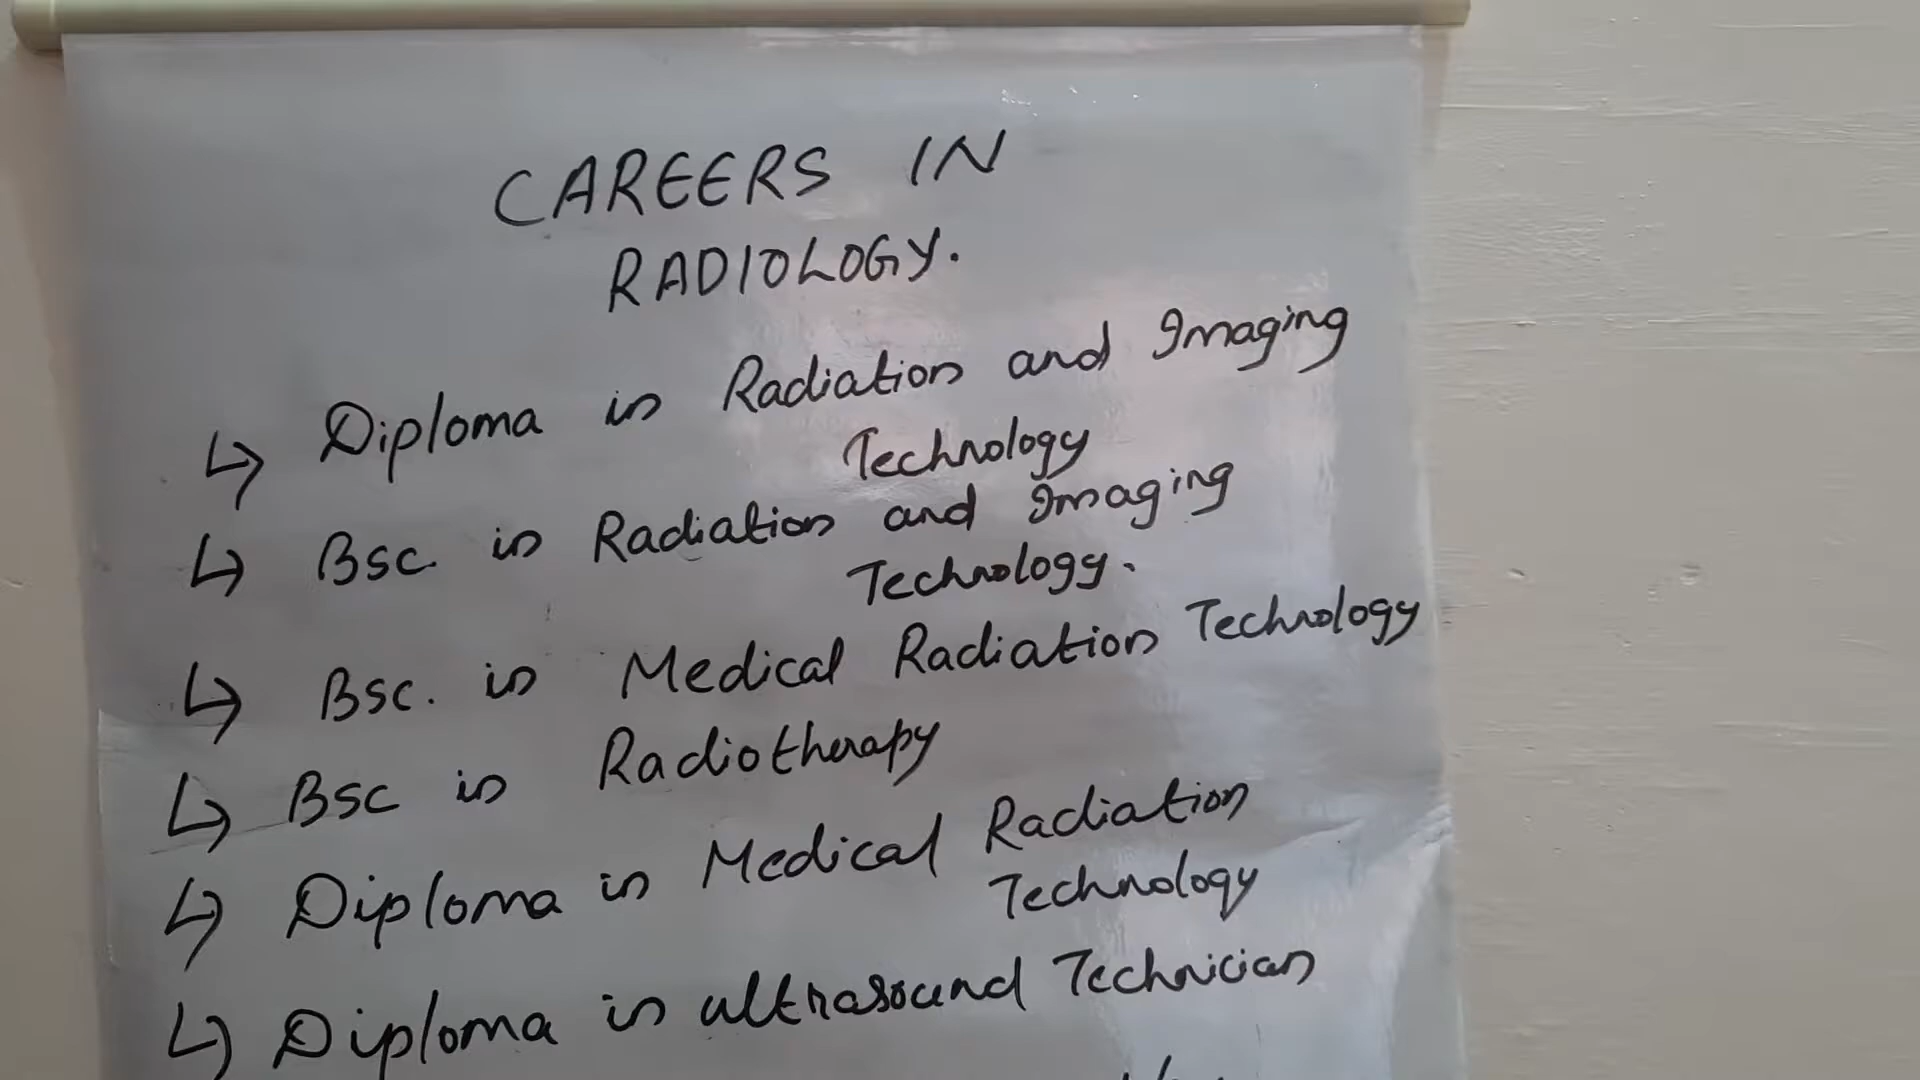 CAREERS IN
RADIOLOGY.
↳ Diploma in Radiation and Imaging
Technology
↳ Bsc. in Radiation and Imaging
Technology.
↳ Bsc. in Medical Radiation Technology
↳ Bsc in Radiotherapy
↳ Diploma in Medical Radiation
Technology
↳ Diploma in ultrasound Technician